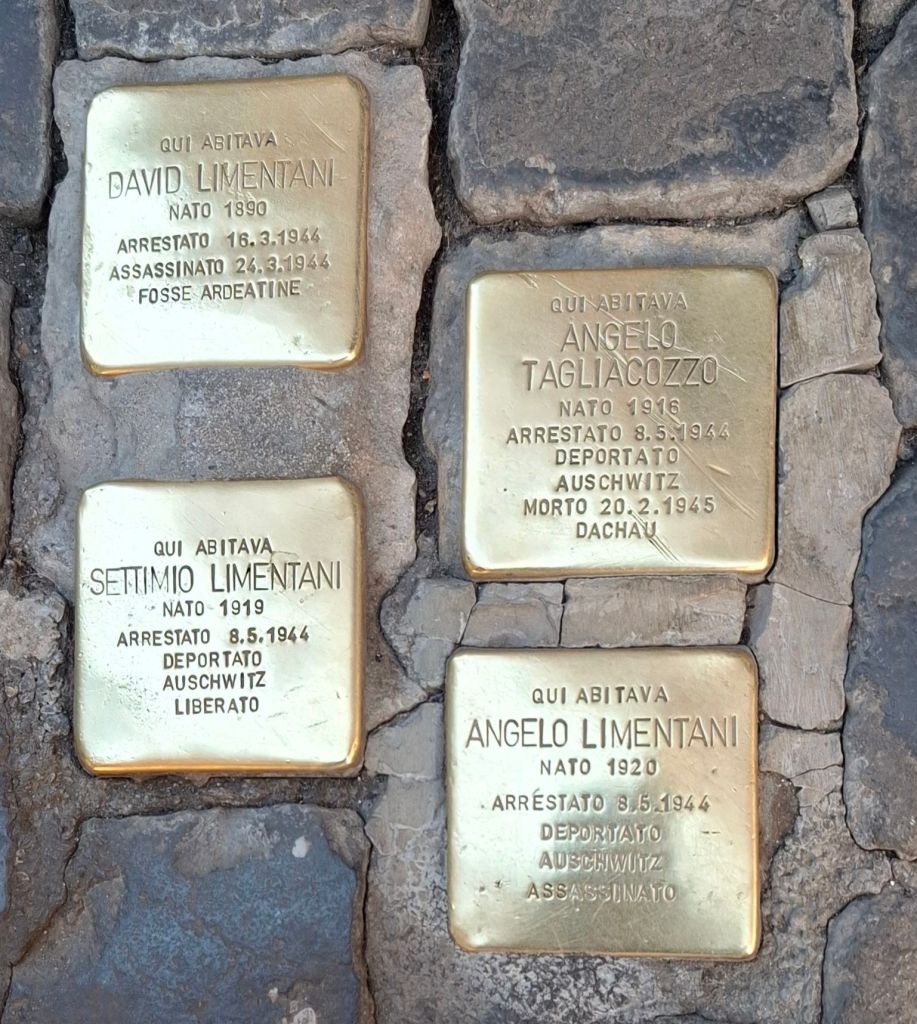 QUI ABITAVA
DAVID LIMENTANI
NATO 1890
ARRESTATO 16.3.1944
ASSASSINATO 24.3.1944
FOSSE ARDEATINE
QUI ABITAVA
ANGELO
TAGLIACOZZO
NATO 1916
ARRESTATO 8.5.1944
DEPORTATO
AUSCHWITZ
MORTO 20.2.1945
DACHAU
QUI ABITAVA
SETTIMIO LIMENTANI
NATO 1919
ARRESTATO 8.5.1944
DEPORTATO
AUSCHWITZ
LIBERATO
QUI ABITAVA
ANGELO LIMENTANI
NATO 1920
ARRESTATO 8.5.1944
DEPORTATO
AUSCHWITZ
ASSASSINATO